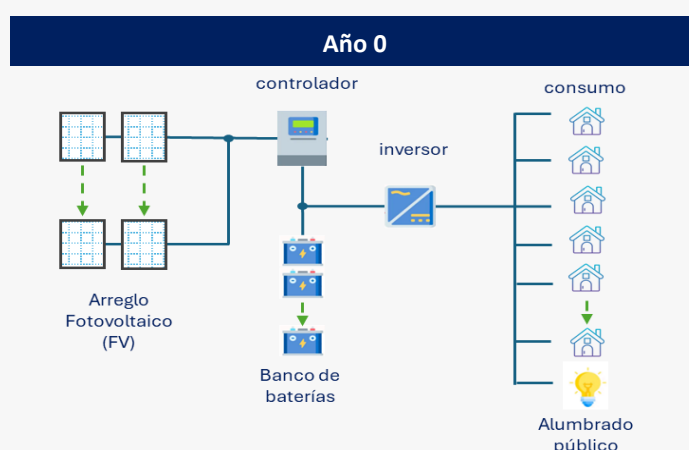 Año 0
controlador
consumo
inversor
Arreglo
Fotovoltaico
(FV)
Banco de
baterías
Alumbrado
público